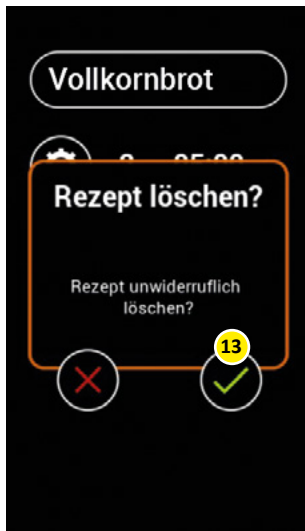 Vollkornbrot
Rezept löschen?
Rezept unwiderruflich
löschen?
13